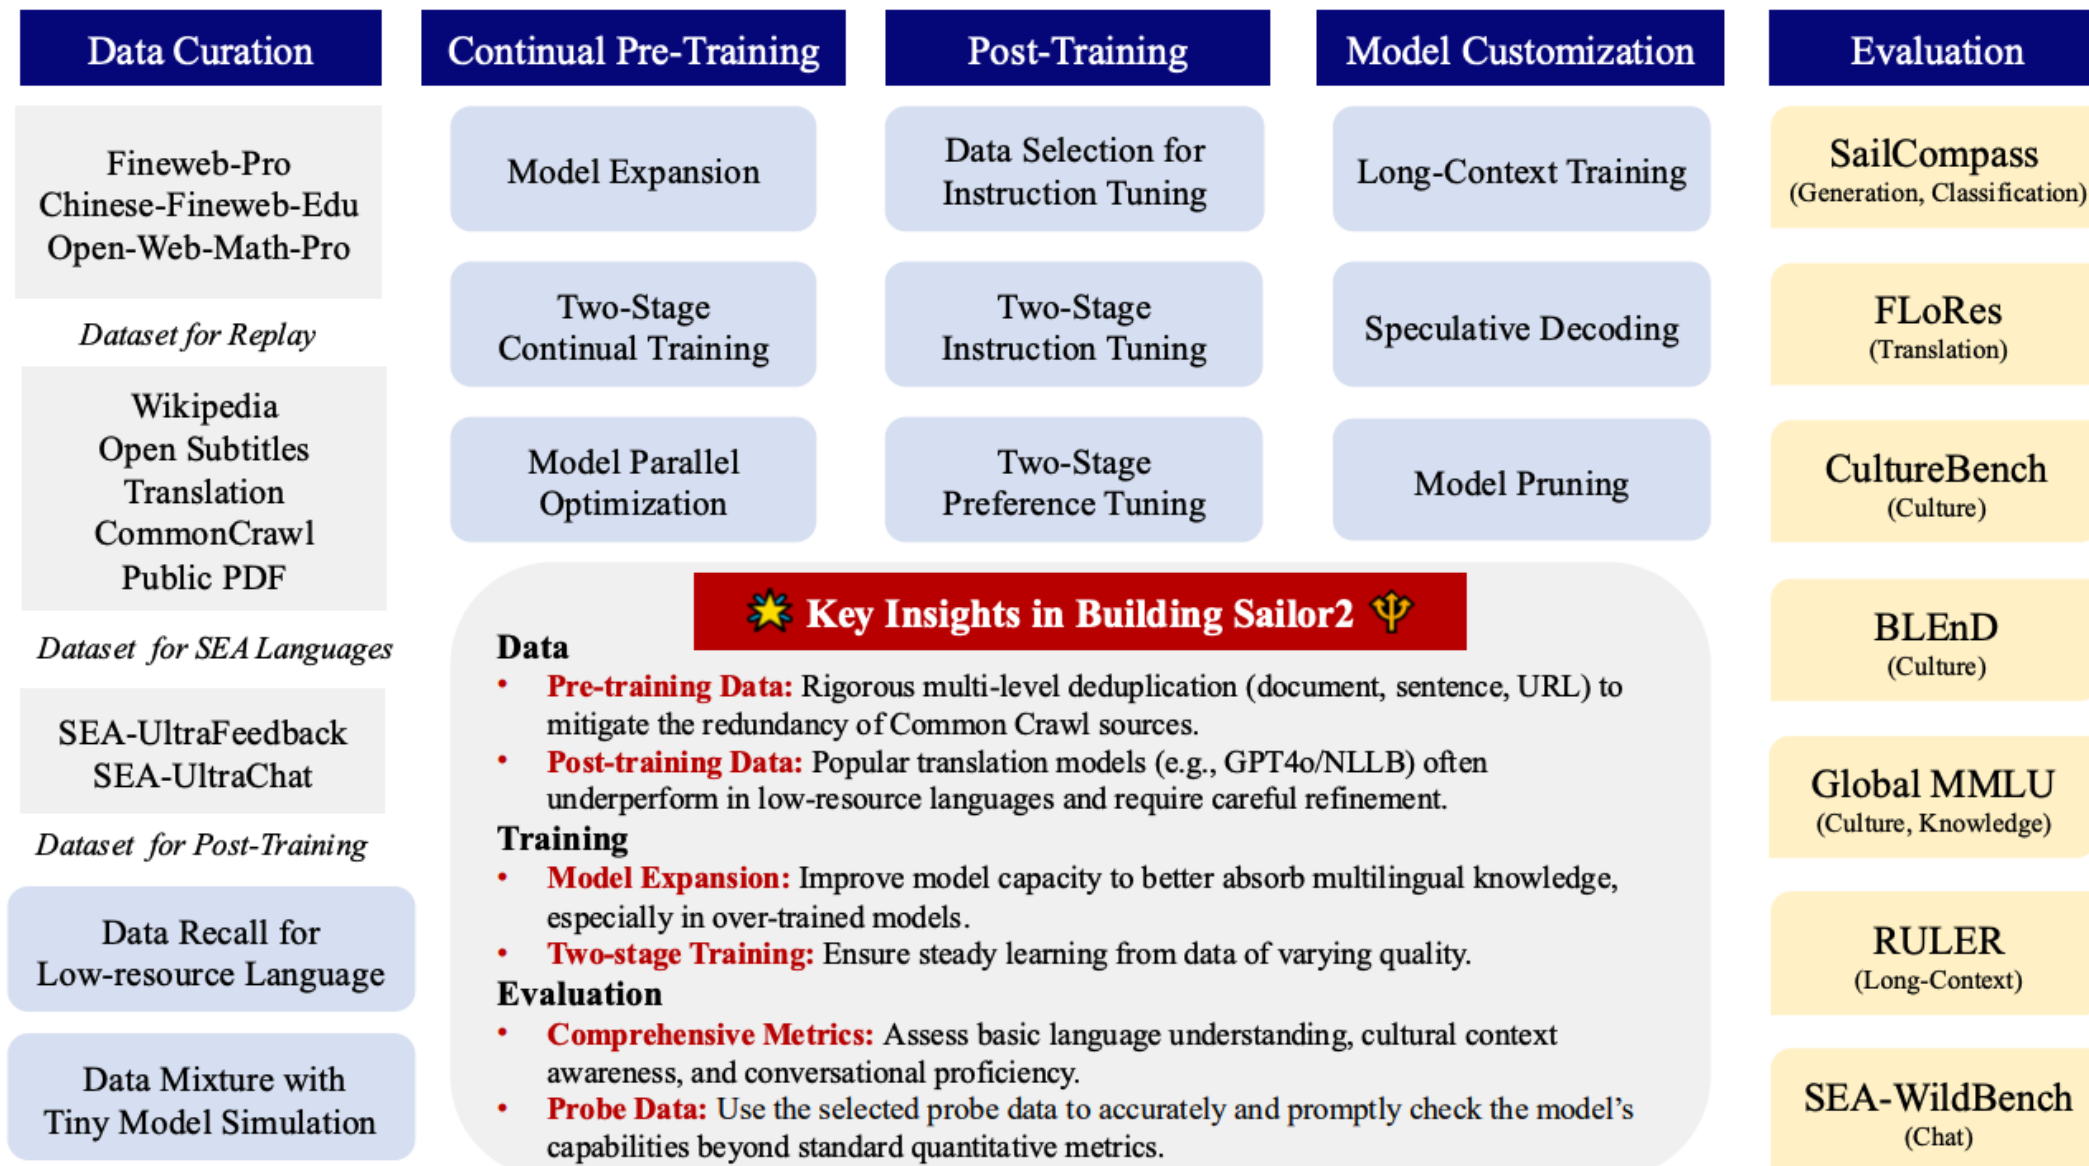 Data Curation
Fineweb-Pro
Chinese-Fineweb-Edu
Open-Web-Math-Pro
Dataset for Replay
Wikipedia
Open Subtitles
Translation
CommonCrawl
Public PDF
Dataset for SEA Languages
SEA-UltraFeedback
SEA-UltraChat
Dataset for Post-Training
Data Recall for
Low-resource Language
Data Mixture with
Tiny Model Simulation
Continual Pre-Training
Model Expansion
Two-Stage
Continual Training
Model Parallel
Optimization
Post-Training
Data Selection for
Instruction Tuning
Two-Stage
Instruction Tuning
Two-Stage
Preference Tuning
Model Customization
Long-Context Training
Speculative Decoding
Model Pruning
Key Insights in Building Sailor2
Data
• Pre-training Data: Rigorous multi-level deduplication (document, sentence, URL) to
mitigate the redundancy of Common Crawl sources.
• Post-training Data: Popular translation models (e.g., GPT4o/NLLB) often
underperform in low-resource languages and require careful refinement.
Training
• Model Expansion: Improve model capacity to better absorb multilingual knowledge,
especially in over-trained models.
• Two-stage Training: Ensure steady learning from data of varying quality.
Evaluation
• Comprehensive Metrics: Assess basic language understanding, cultural context
awareness, and conversational proficiency.
• Probe Data: Use the selected probe data to accurately and promptly check the model’s
capabilities beyond standard quantitative metrics.
Evaluation
SailCompass
(Generation, Classification)
FLoRes
(Translation)
CultureBench
(Culture)
BLEnD
(Culture)
Global MMLU
(Culture, Knowledge)
RULER
(Long-Context)
SEA-WildBench
(Chat)